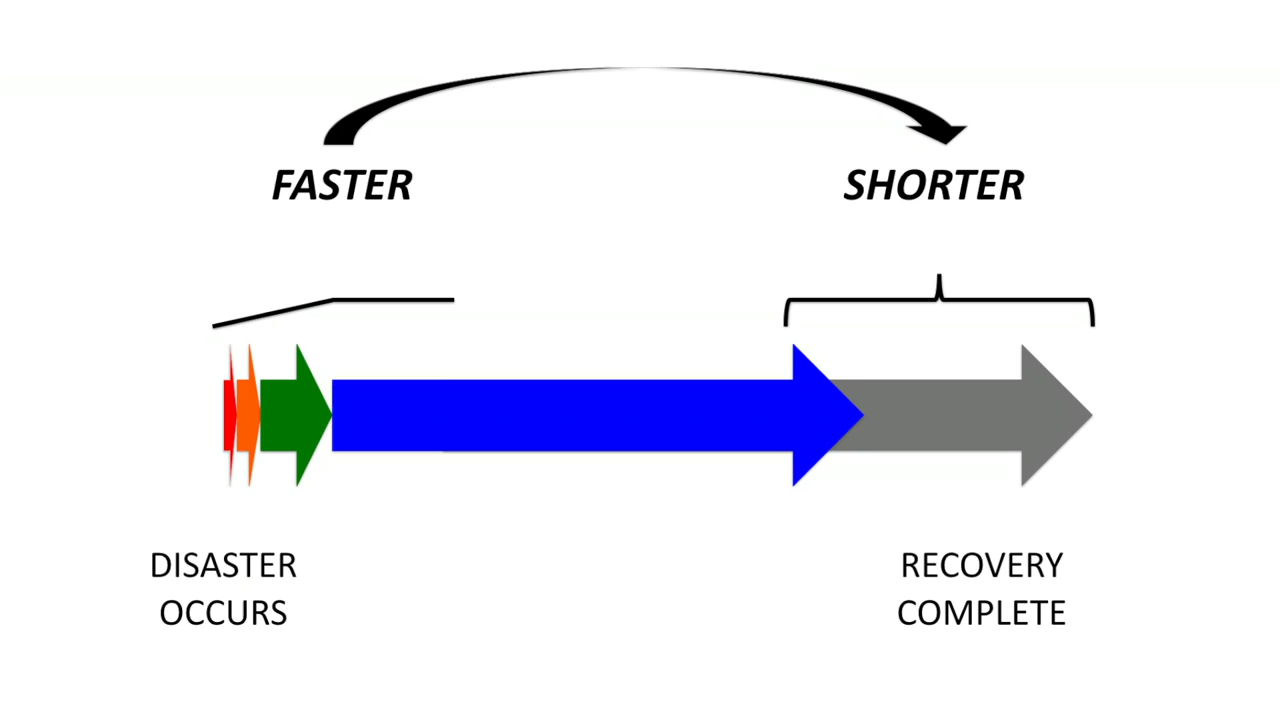 FASTER
SHORTER
DISASTER
OCCURS
RECOVERY
COMPLETE